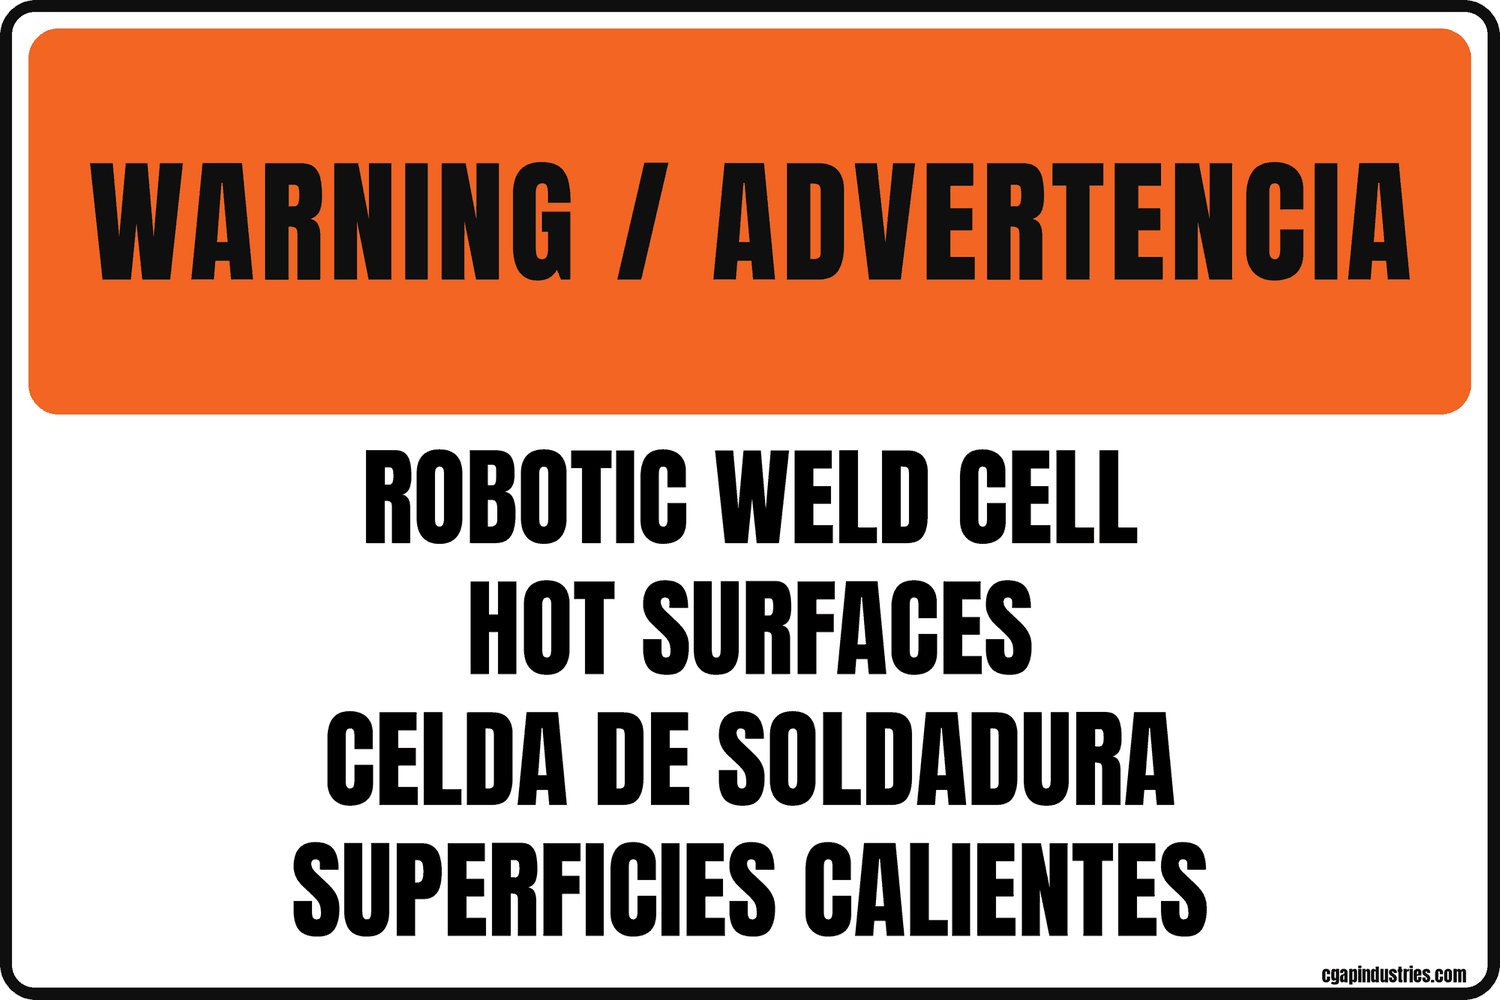 WARNING / ADVERTENCIA
ROBOTIC WELD CELL
HOT SURFACES
CELDA DE SOLDADURA
SUPERFICIES CALIENTES
cgapindustries.com